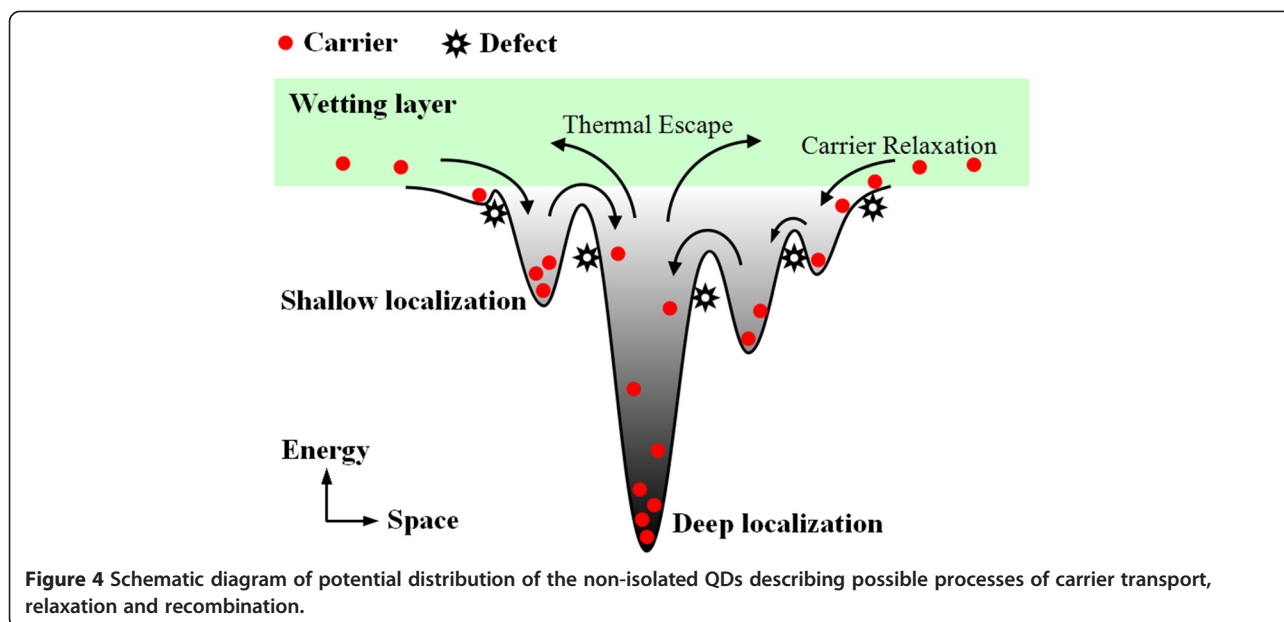 Carrier Defect
Wetting layer
Thermal Escape
Carrier Relaxation
Shallow localization
Energy
Space
Deep localization
Figure 4 Schematic diagram of potential distribution of the non-isolated QDs describing possible processes of carrier transport,
relaxation and recombination.